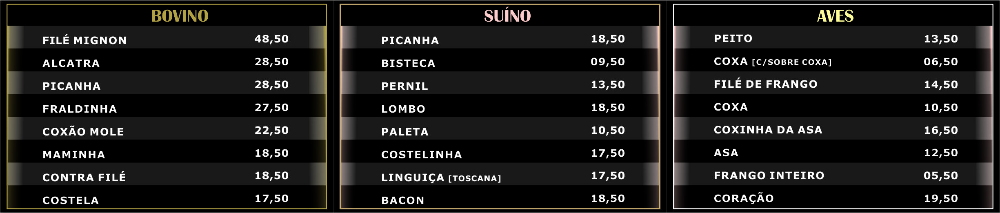 BOVINO
FILÉ MIGNON 48,50
ALCATRA 28,50
PICANHA 28,50
FRALDINHA 27,50
COXÃO MOLE 22,50
MAMINHA 18,50
CONTRA FILÉ 18,50
COSTELA 17,50
SUÍNO
PICANHA 18,50
BISTECA 09,50
PERNIL 13,50
LOMBO 18,50
PALETA 10,50
COSTELINHA 17,50
LINGUIÇA [TOSCANA] 17,50
BACON 18,50
AVES
PEITO 13,50
COXA [C/SOBRE COXA] 06,50
FILÉ DE FRANGO 14,50
COXA 10,50
COXINHA DA ASA 16,50
ASA 12,50
FRANGO INTEIRO 05,50
CORAÇÃO 19,50